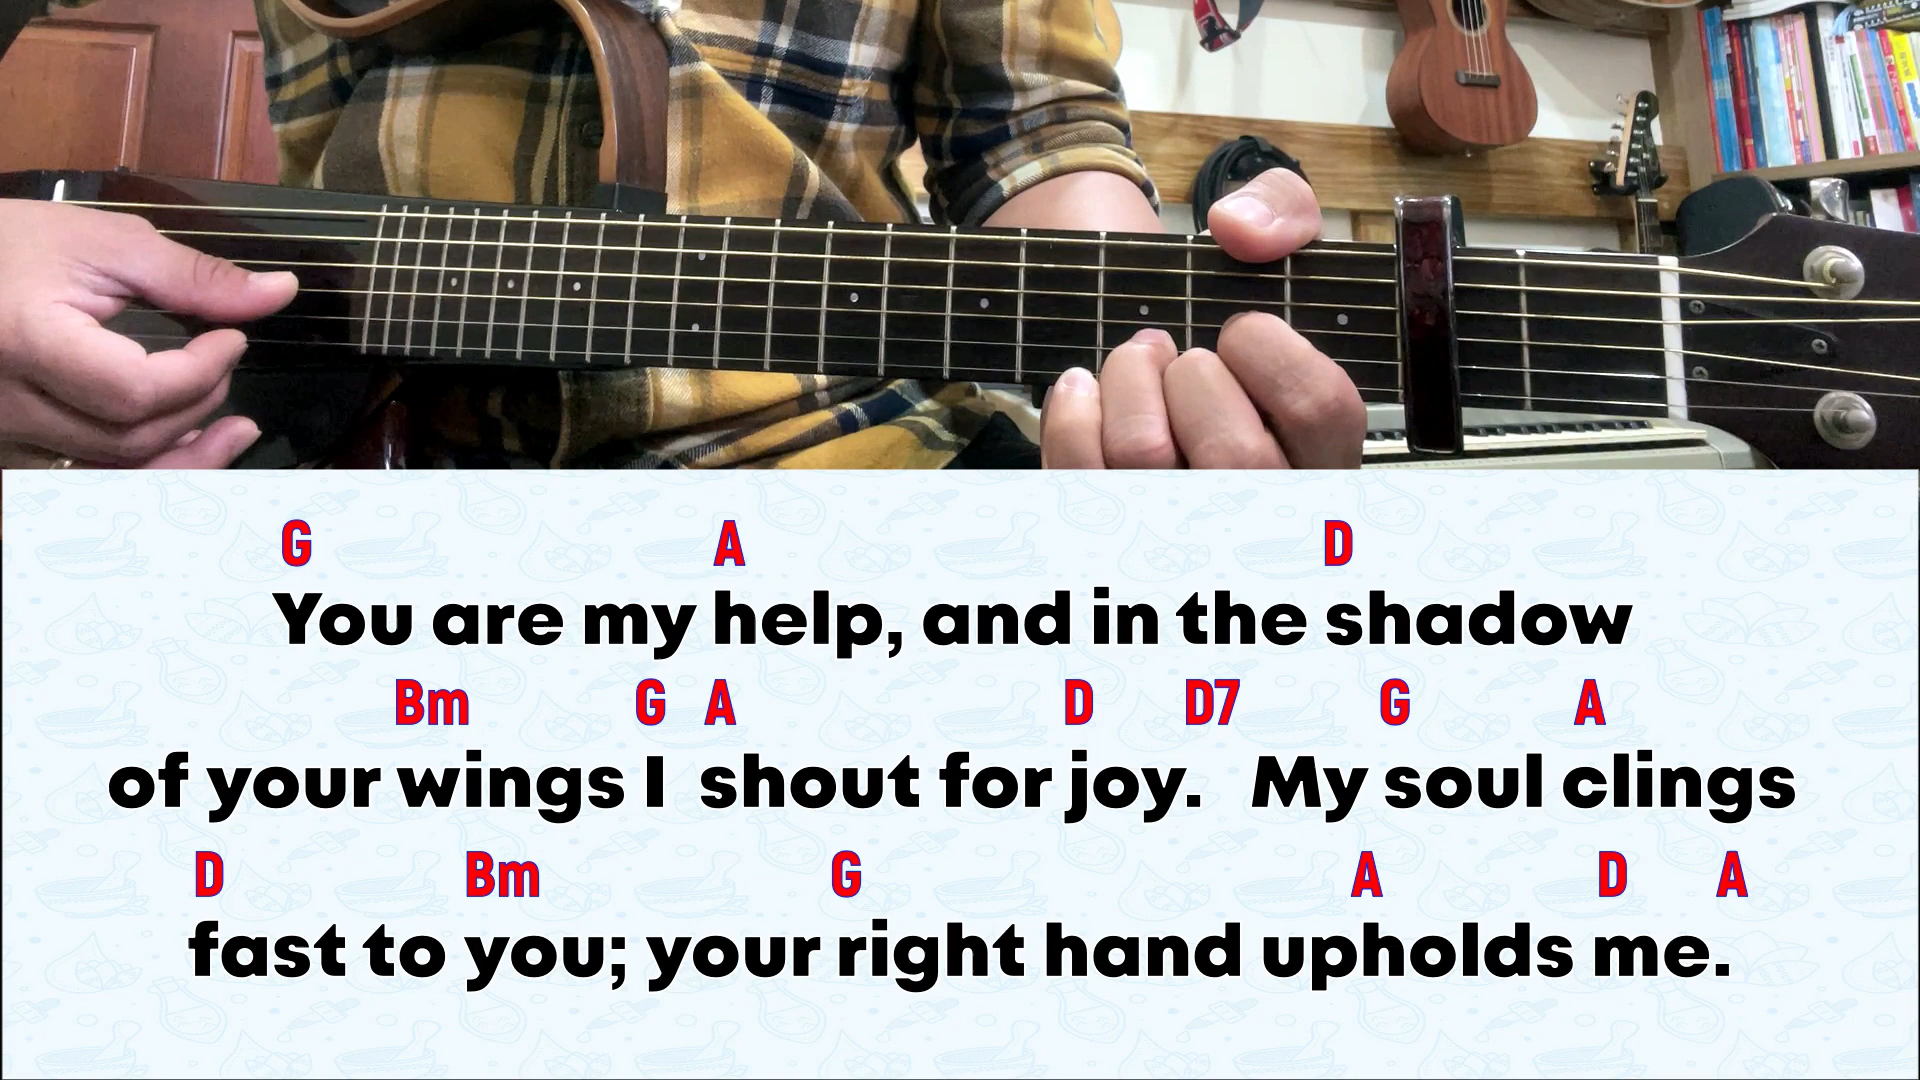 G A D
You are my help, and in the shadow
Bm G A D D7 G A
of your wings I shout for joy. My soul clings
D Bm G A D A
fast to you; your right hand upholds me.